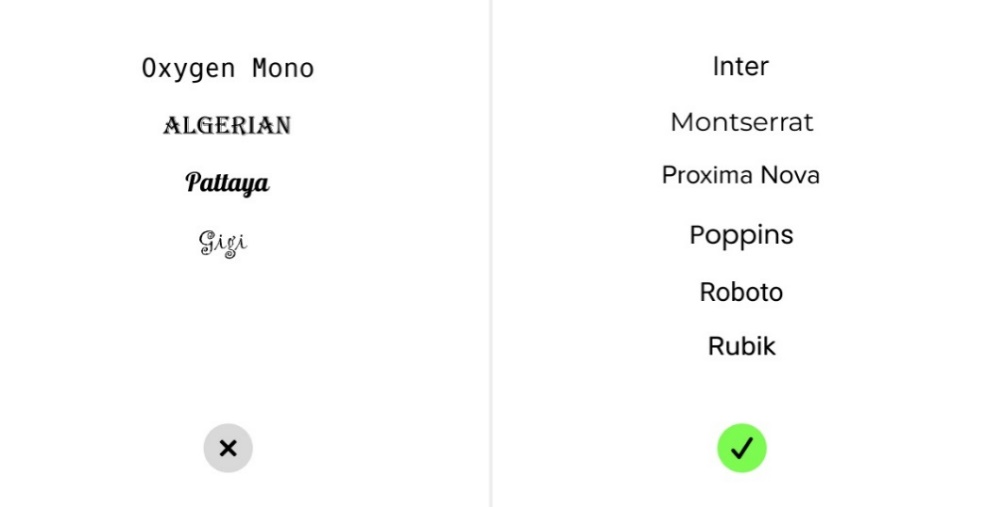 Oxygen Mono
ALGERIAN
Pattaya
Gigi
Inter
Montserrat
Proxima Nova
Poppins
Roboto
Rubik